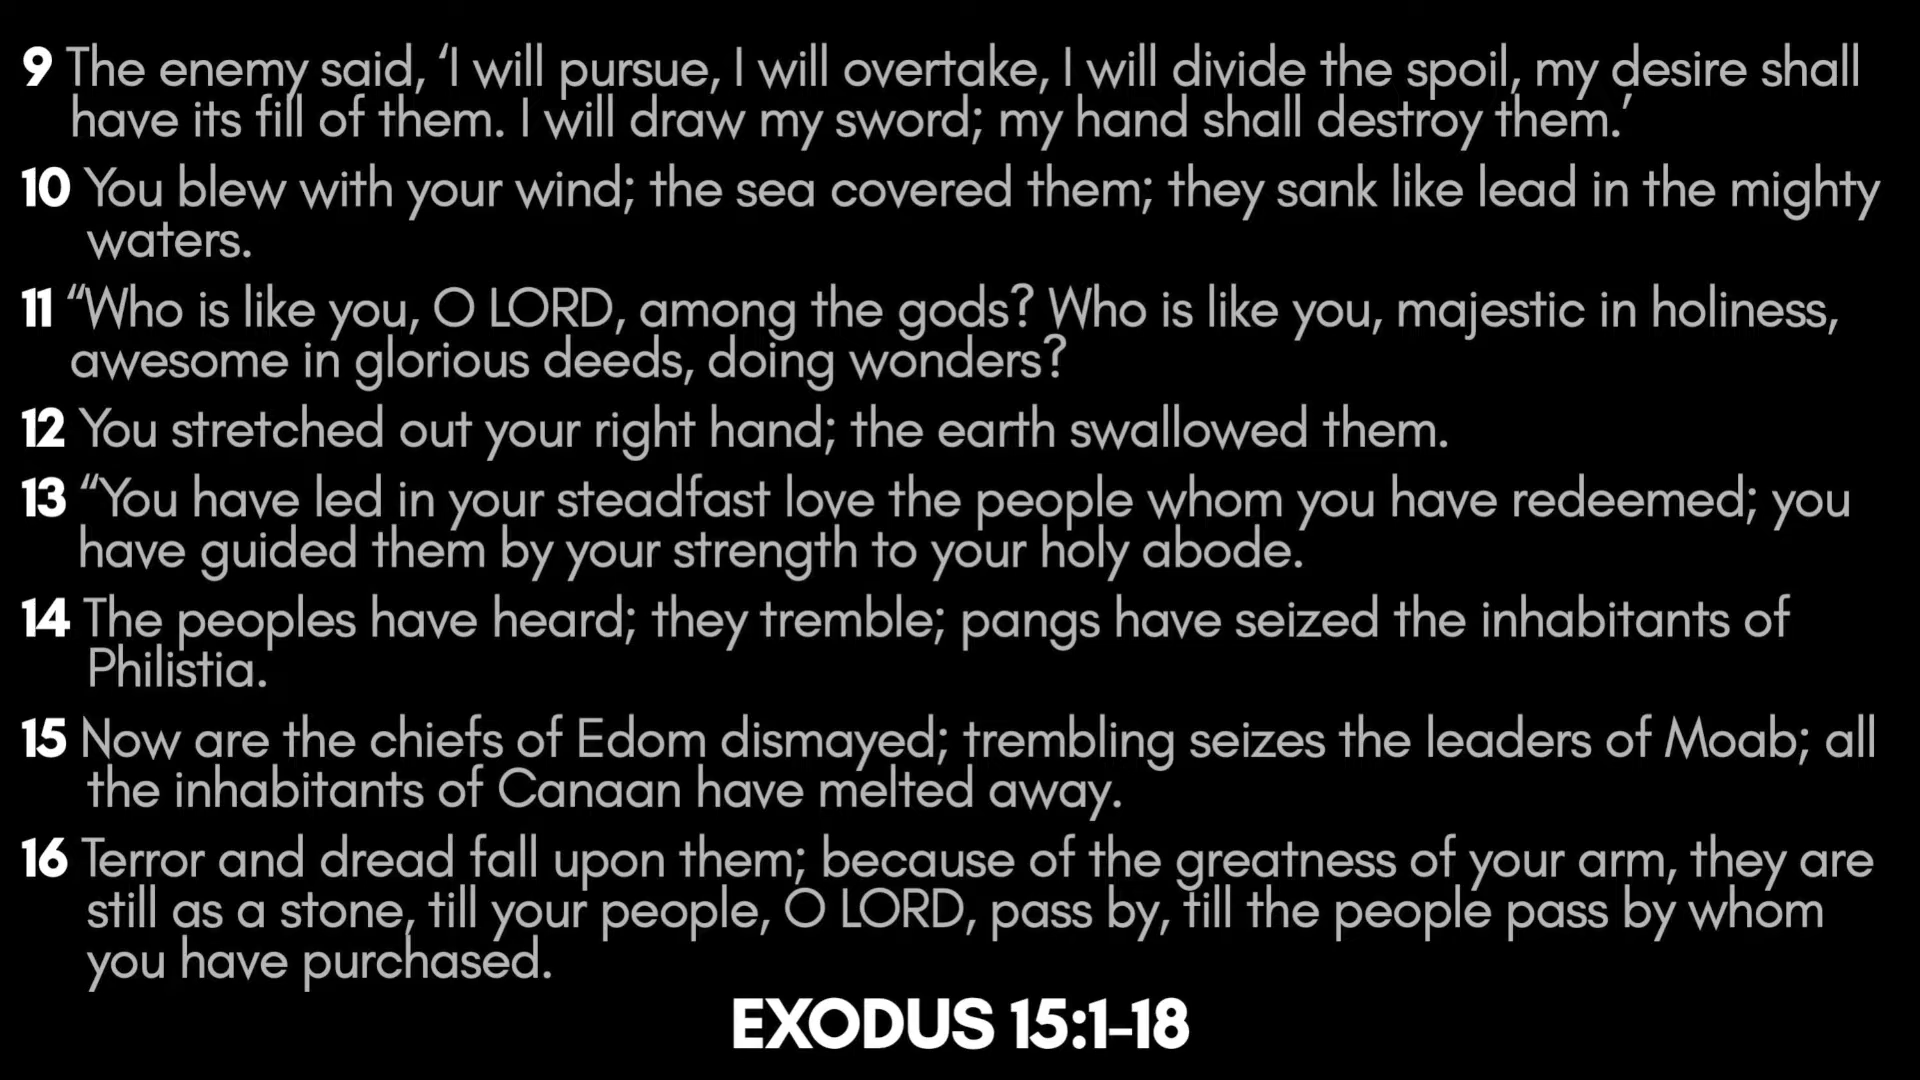 9 The enemy said, ‘I will pursue, I will overtake, I will divide the spoil, my desire shall
have its fill of them. I will draw my sword; my hand shall destroy them.’
10 You blew with your wind; the sea covered them; they sank like lead in the mighty
waters.
11 “Who is like you, O LORD, among the gods? Who is like you, majestic in holiness,
awesome in glorious deeds, doing wonders?
12 You stretched out your right hand; the earth swallowed them.
13 “You have led in your steadfast love the people whom you have redeemed; you
have guided them by your strength to your holy abode.
14 The peoples have heard; they tremble; pangs have seized the inhabitants of
Philistia.
15 Now are the chiefs of Edom dismayed; trembling seizes the leaders of Moab; all
the inhabitants of Canaan have melted away.
16 Terror and dread fall upon them; because of the greatness of your arm, they are
still as a stone, till your people, O LORD, pass by, till the people pass by whom
you have purchased.
EXODUS 15:1-18